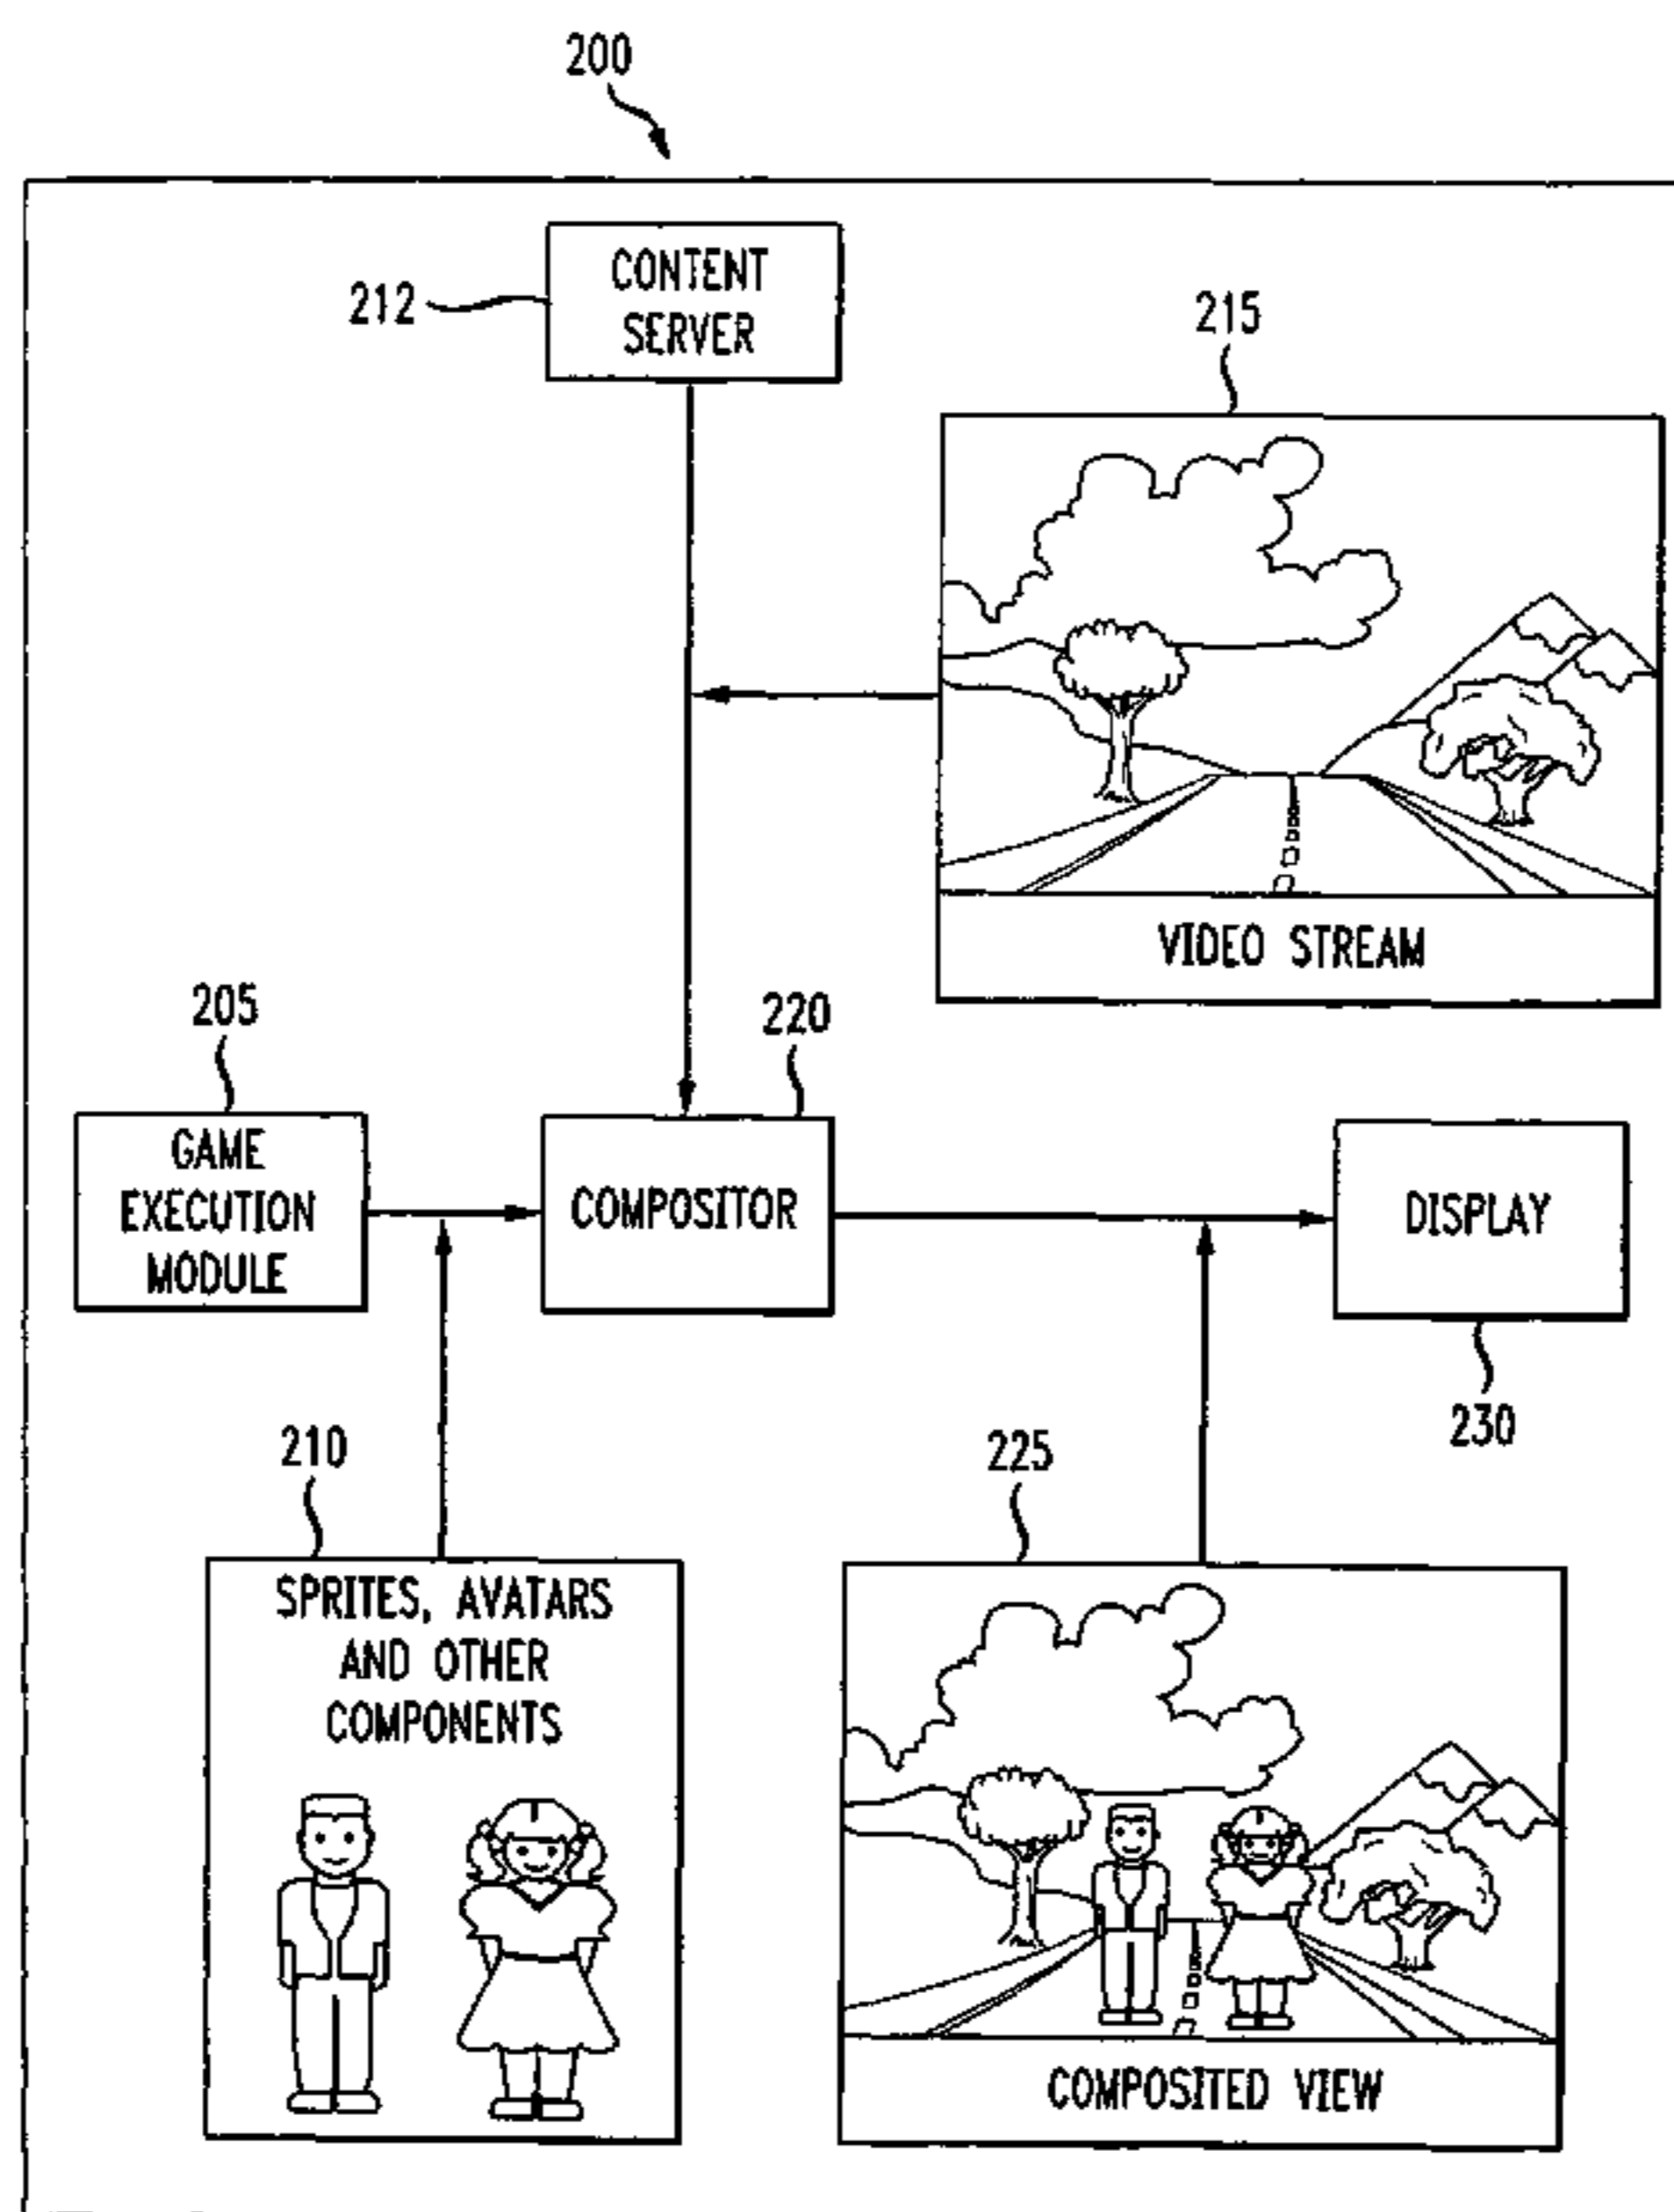 200
212
CONTENT
SERVER
215
VIDEO STREAM
205
GAME
EXECUTION
MODULE
220
COMPOSITOR
DISPLAY
230
210
SPRITES, AVATARS
AND OTHER
COMPONENTS
225
COMPOSITED VIEW